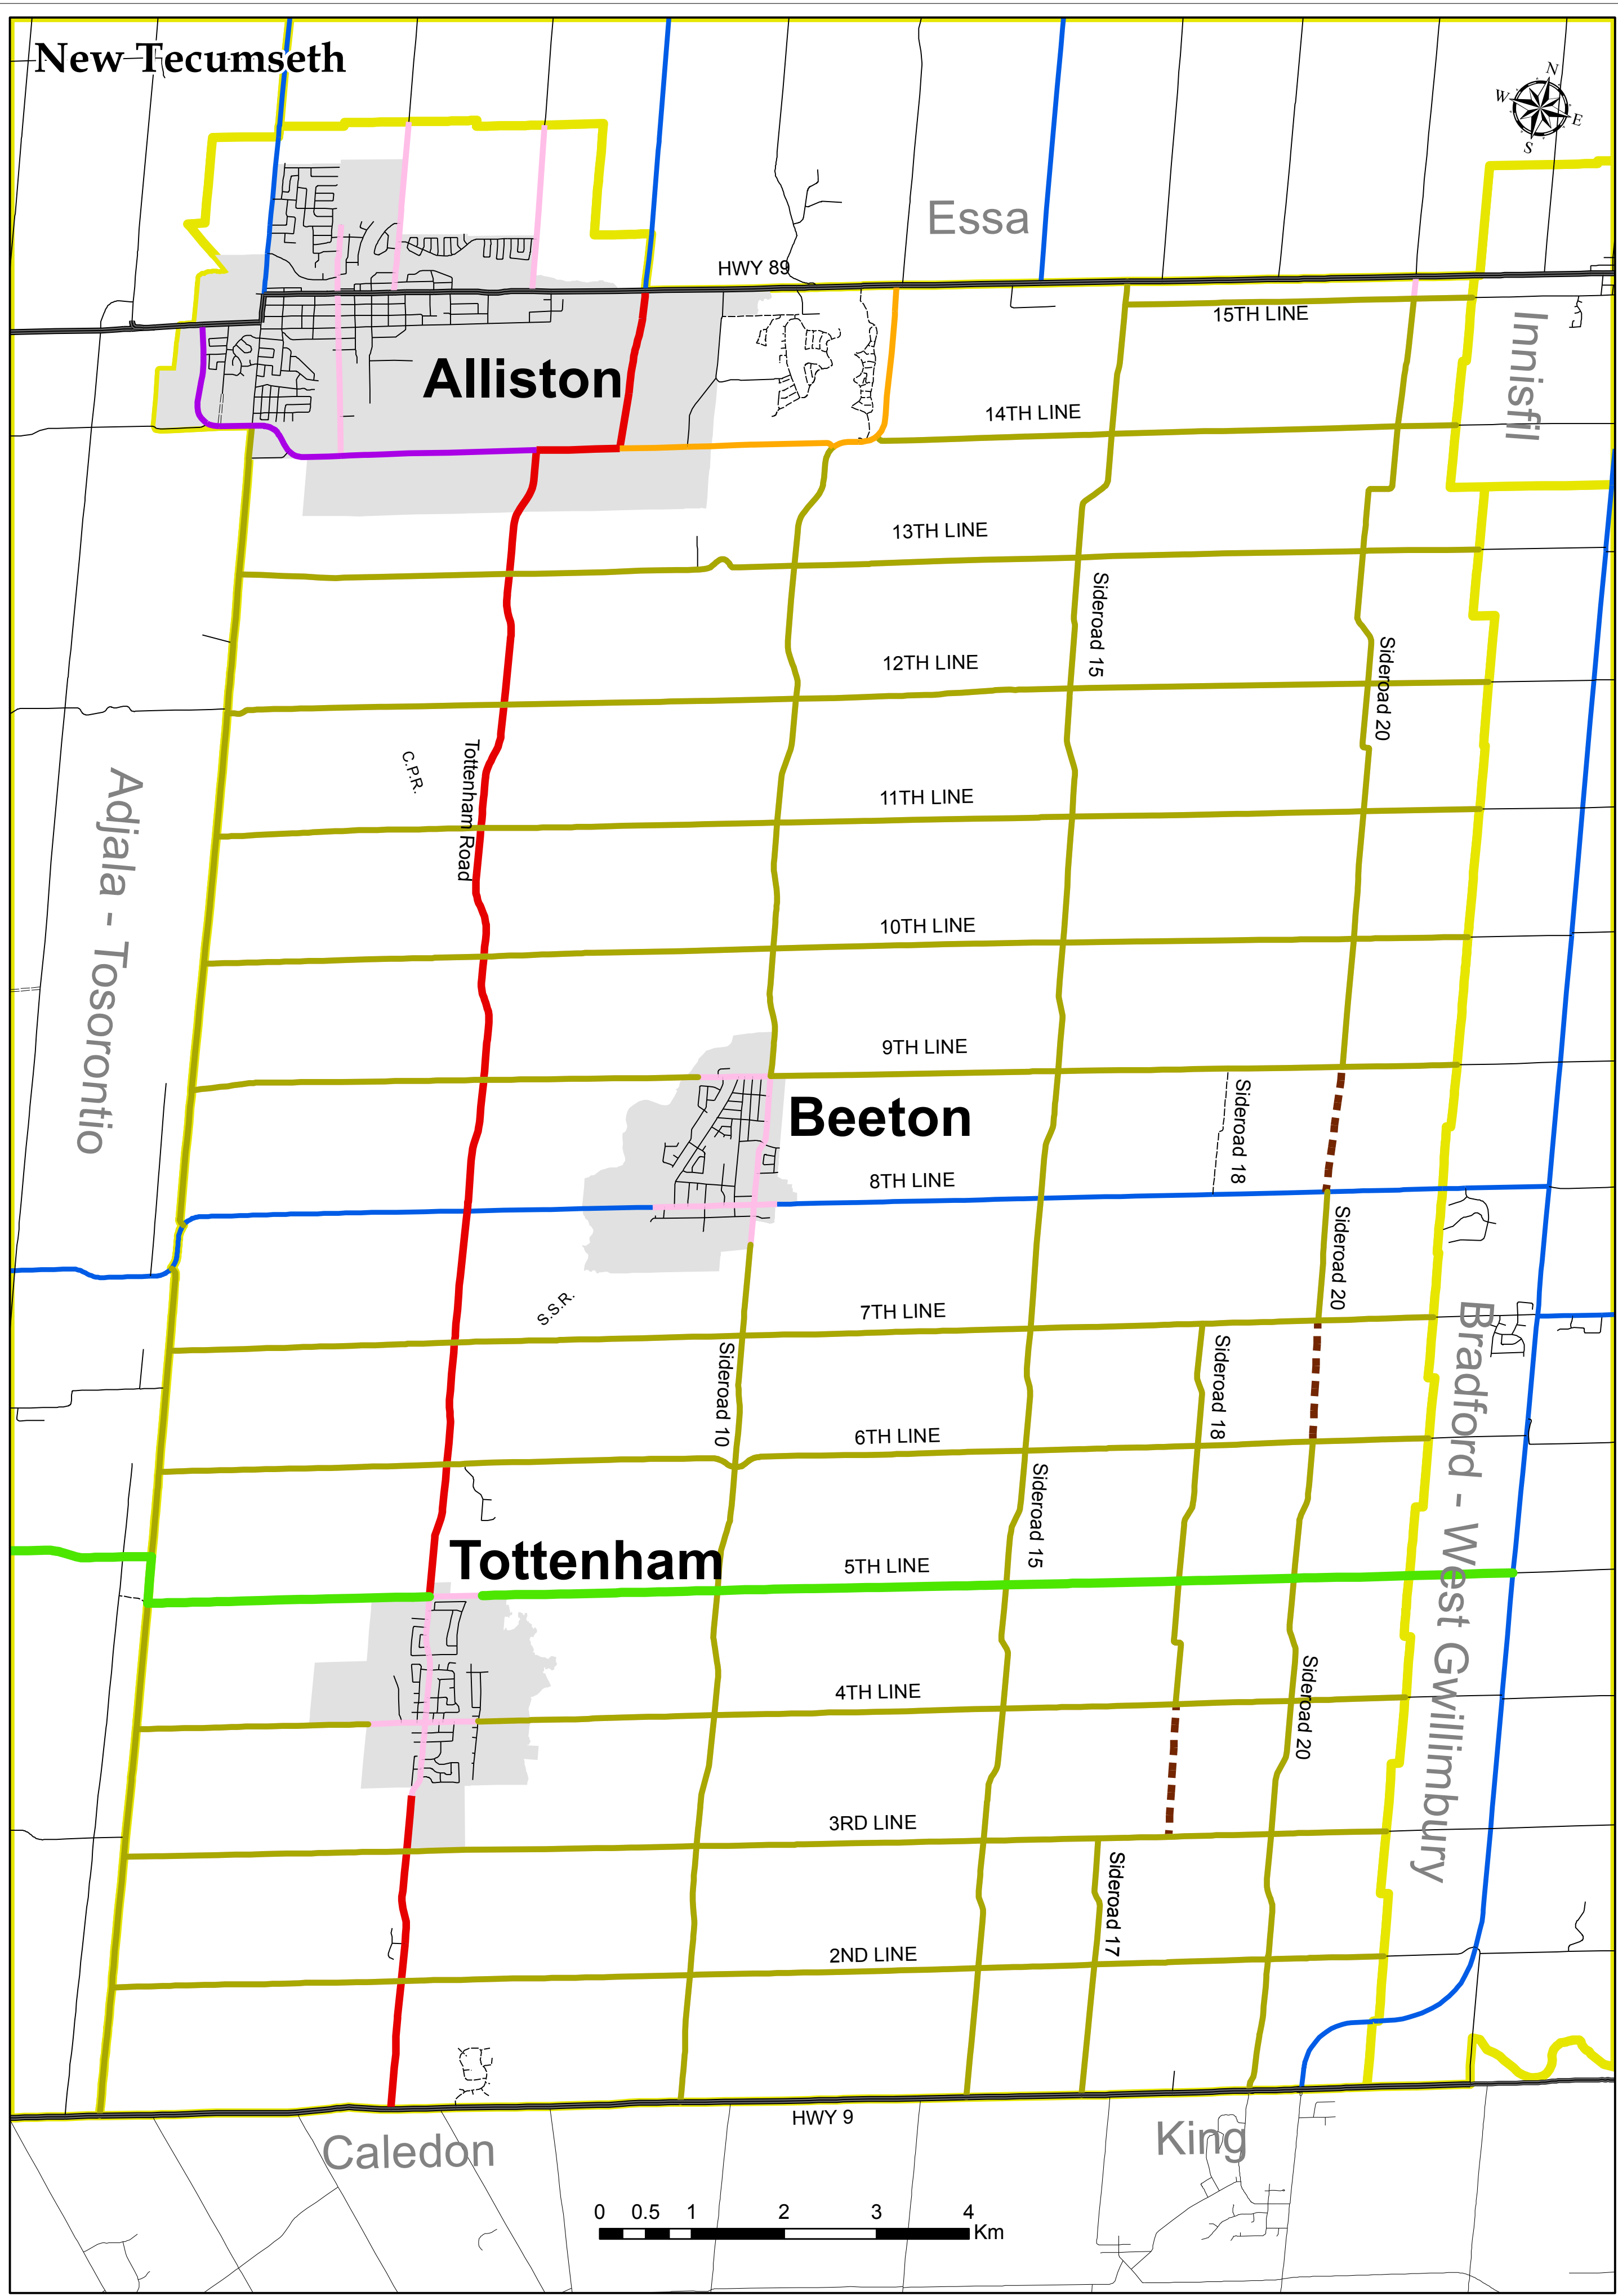 New Tecumseth
N
W
E
S
Essa
HWY 89
15TH LINE
Innisfil
Alliston
14TH LINE
13TH LINE
Sideroad 15
12TH LINE
Sideroad 20
C.P.R.
Tottenham Road
11TH LINE
Adjala - Tosorontio
10TH LINE
9TH LINE
Beeton
Sideroad 18
8TH LINE
Sideroad 20
S.S.R.
7TH LINE
Bradford - West Gwillimbury
Sideroad 10
Sideroad 18
6TH LINE
Sideroad 15
Tottenham
5TH LINE
Sideroad 20
4TH LINE
3RD LINE
Sideroad 17
2ND LINE
HWY 9
Caledon
King
0 0.5 1 2 3 4
Km